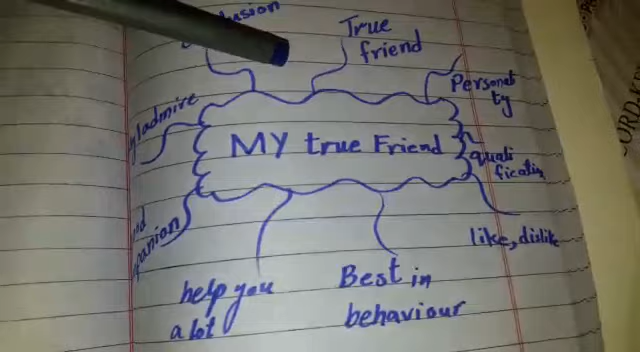 True
friend
Personali
ty
MY true Friend
quali
fication
like, dislike
help you
a lot
Best in
behaviour